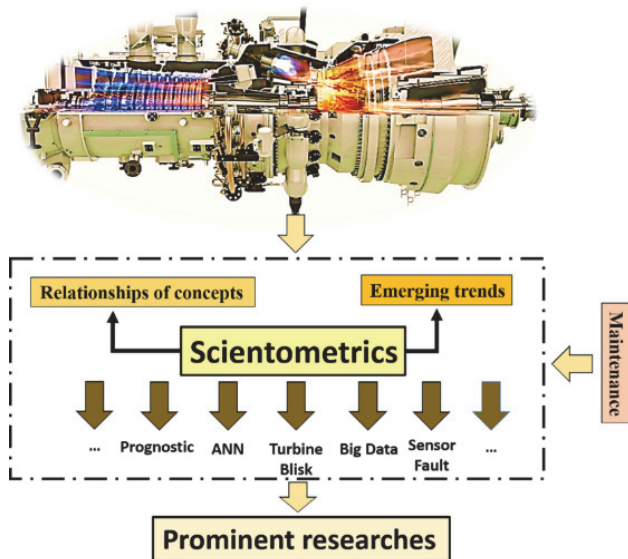 Relationships of concepts
Emerging trends
Scientometrics
Maintenance
...
Prognostic
ANN
Turbine
Blisk
Big Data
Sensor
Fault
...
Prominent researches